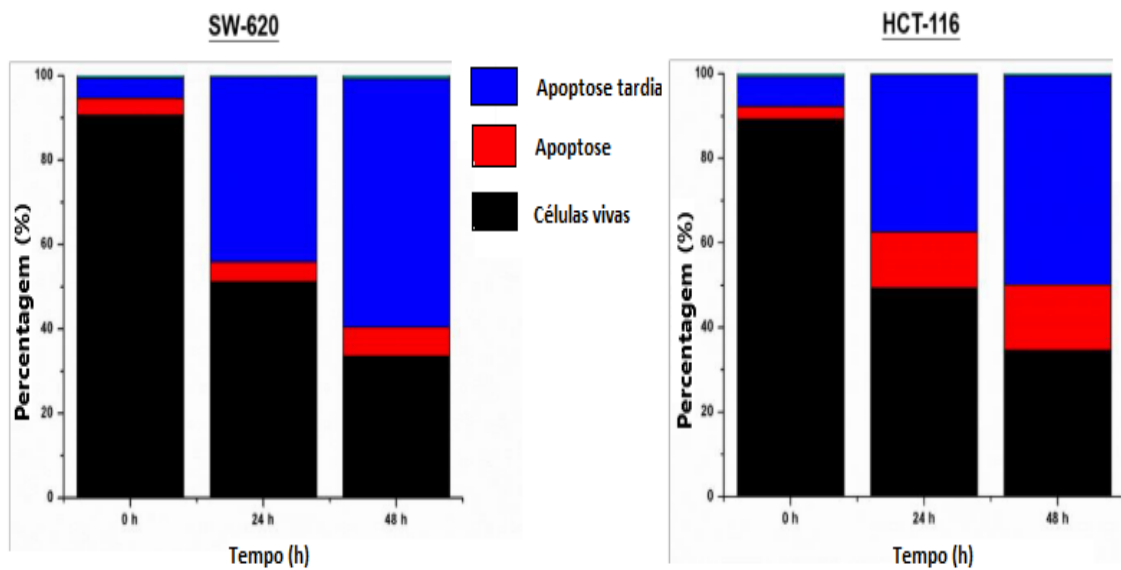 SW-620
100
80
60
40
20
0
Percentagem (%)
0 h
24 h
48 h
Tempo (h)
Apoptose tardia
Apoptose
Células vivas
HCT-116
100
80
60
40
20
0
Percentagem (%)
0 h
24 h
48 h
Tempo (h)